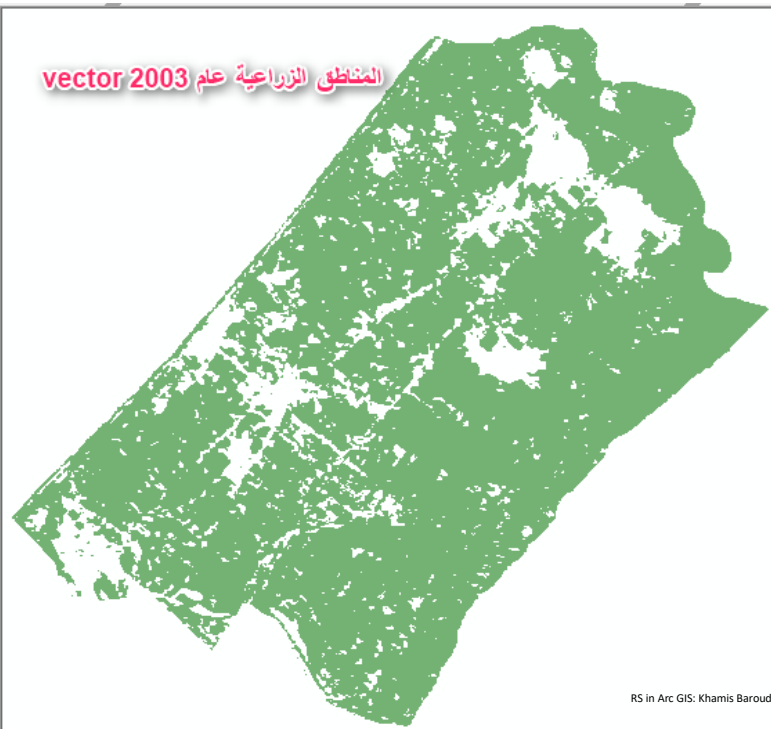 المناطق الزراعية عام 2003 vector
RS in Arc GIS: Khamis Baroud